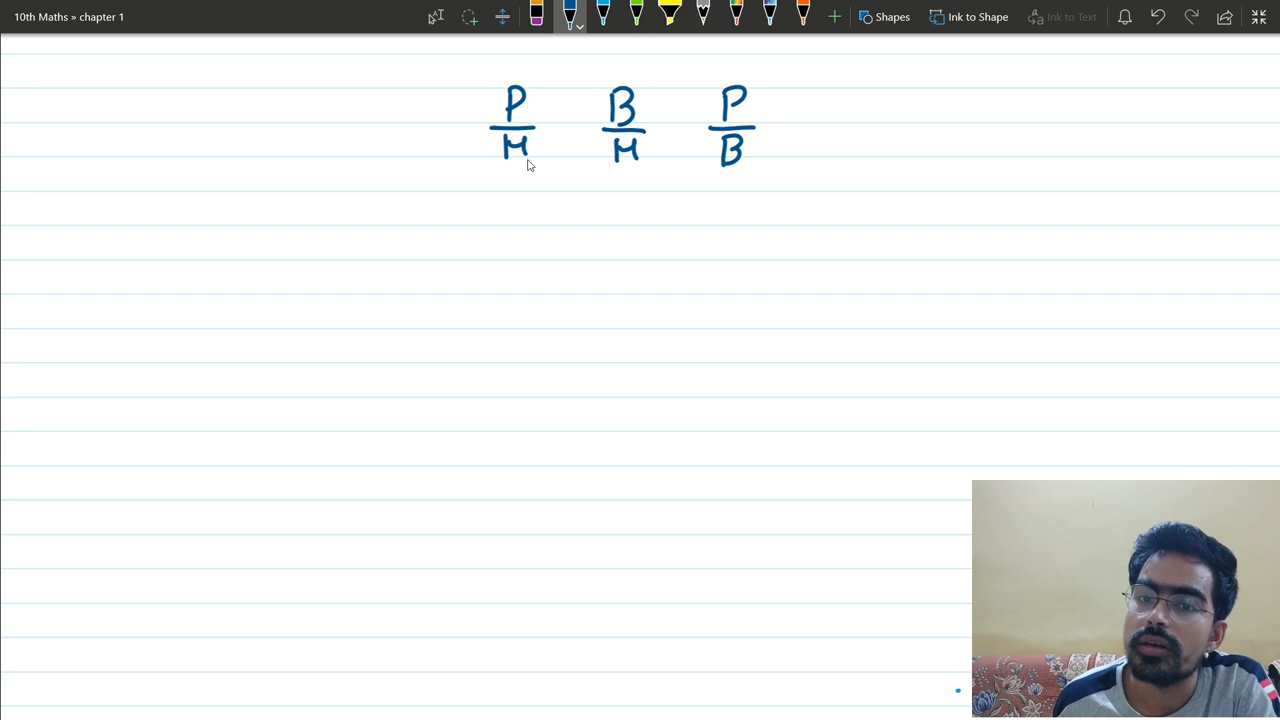 10th Maths » chapter 1
Shapes
Ink to Shape
Ink to Text
P B P
H H B